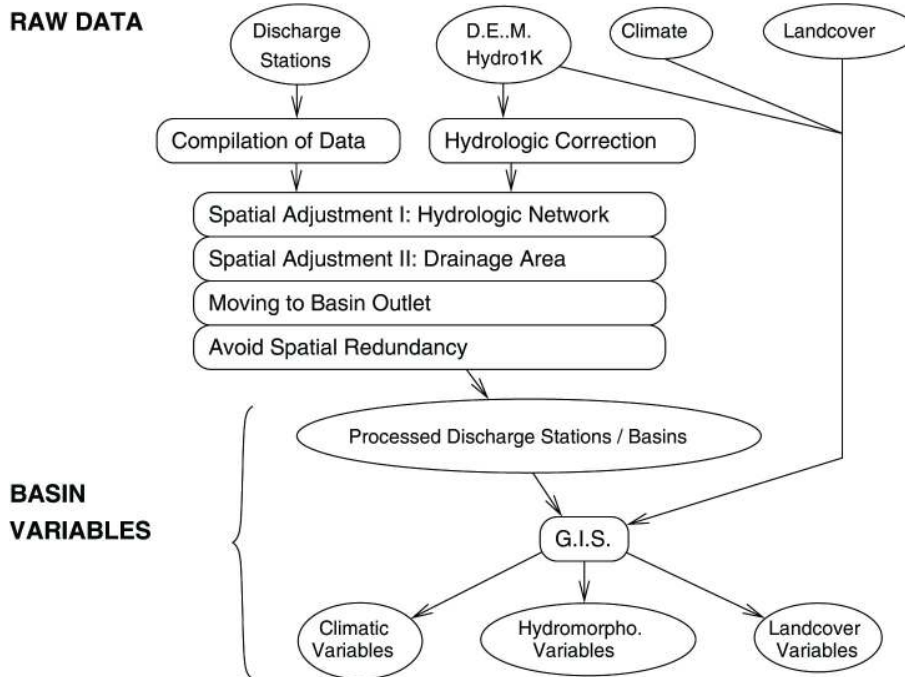 RAW DATA
Discharge
Stations
D.E..M.
Hydro1K
Climate
Landcover
Compilation of Data
Hydrologic Correction
Spatial Adjustment I: Hydrologic Network
Spatial Adjustment II: Drainage Area
Moving to Basin Outlet
Avoid Spatial Redundancy
Processed Discharge Stations / Basins
BASIN
VARIABLES
G.I.S.
Climatic
Variables
Hydromorpho.
Variables
Landcover
Variables